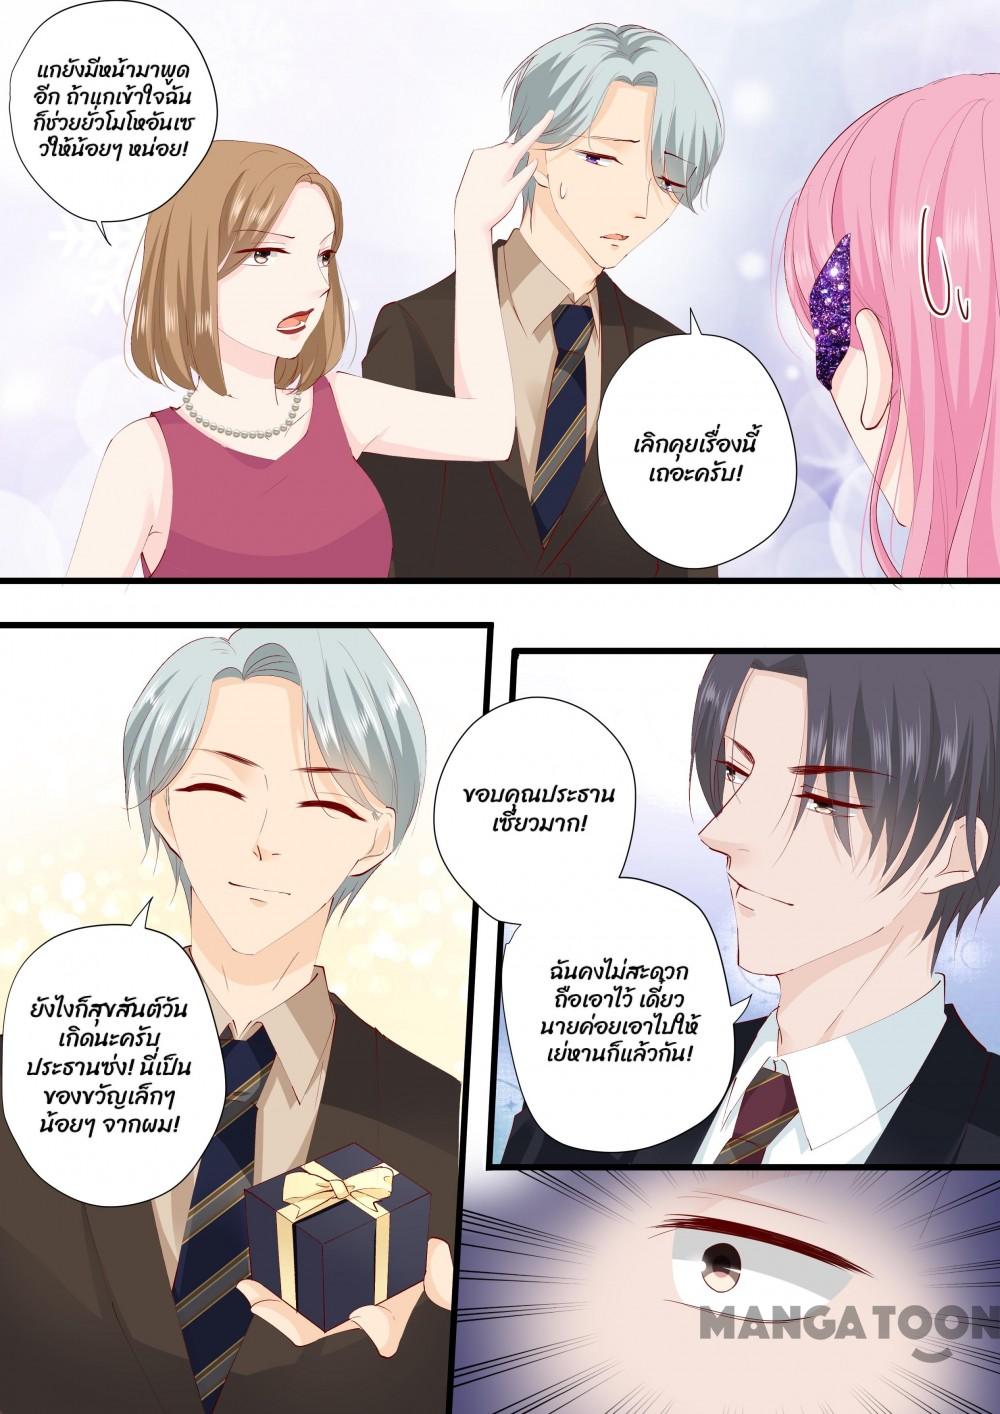 แกยังมีหน้ามาพูด
อีก ถ้าแกเข้าใจฉัน
ก็ช่วยยั่วโมโหอันเซ
วให้น้อยๆ หน่อย!
เลิกคุยเรื่องนี้
เถอะครับ!
ขอบคุณประธาน
เซี่ยวมาก!
ฉันคงไม่สะดวก
ถือเอาไว้ เดี๋ยว
นายค่อยเอาไปให้
เย่หานก็แล้วกัน!
ยังไงก็สุขสันต์วัน
เกิดนะครับ
ประธานซ่ง! นี่เป็น
ของขวัญเล็กๆ
น้อยๆ จากผม!
MANGATOON